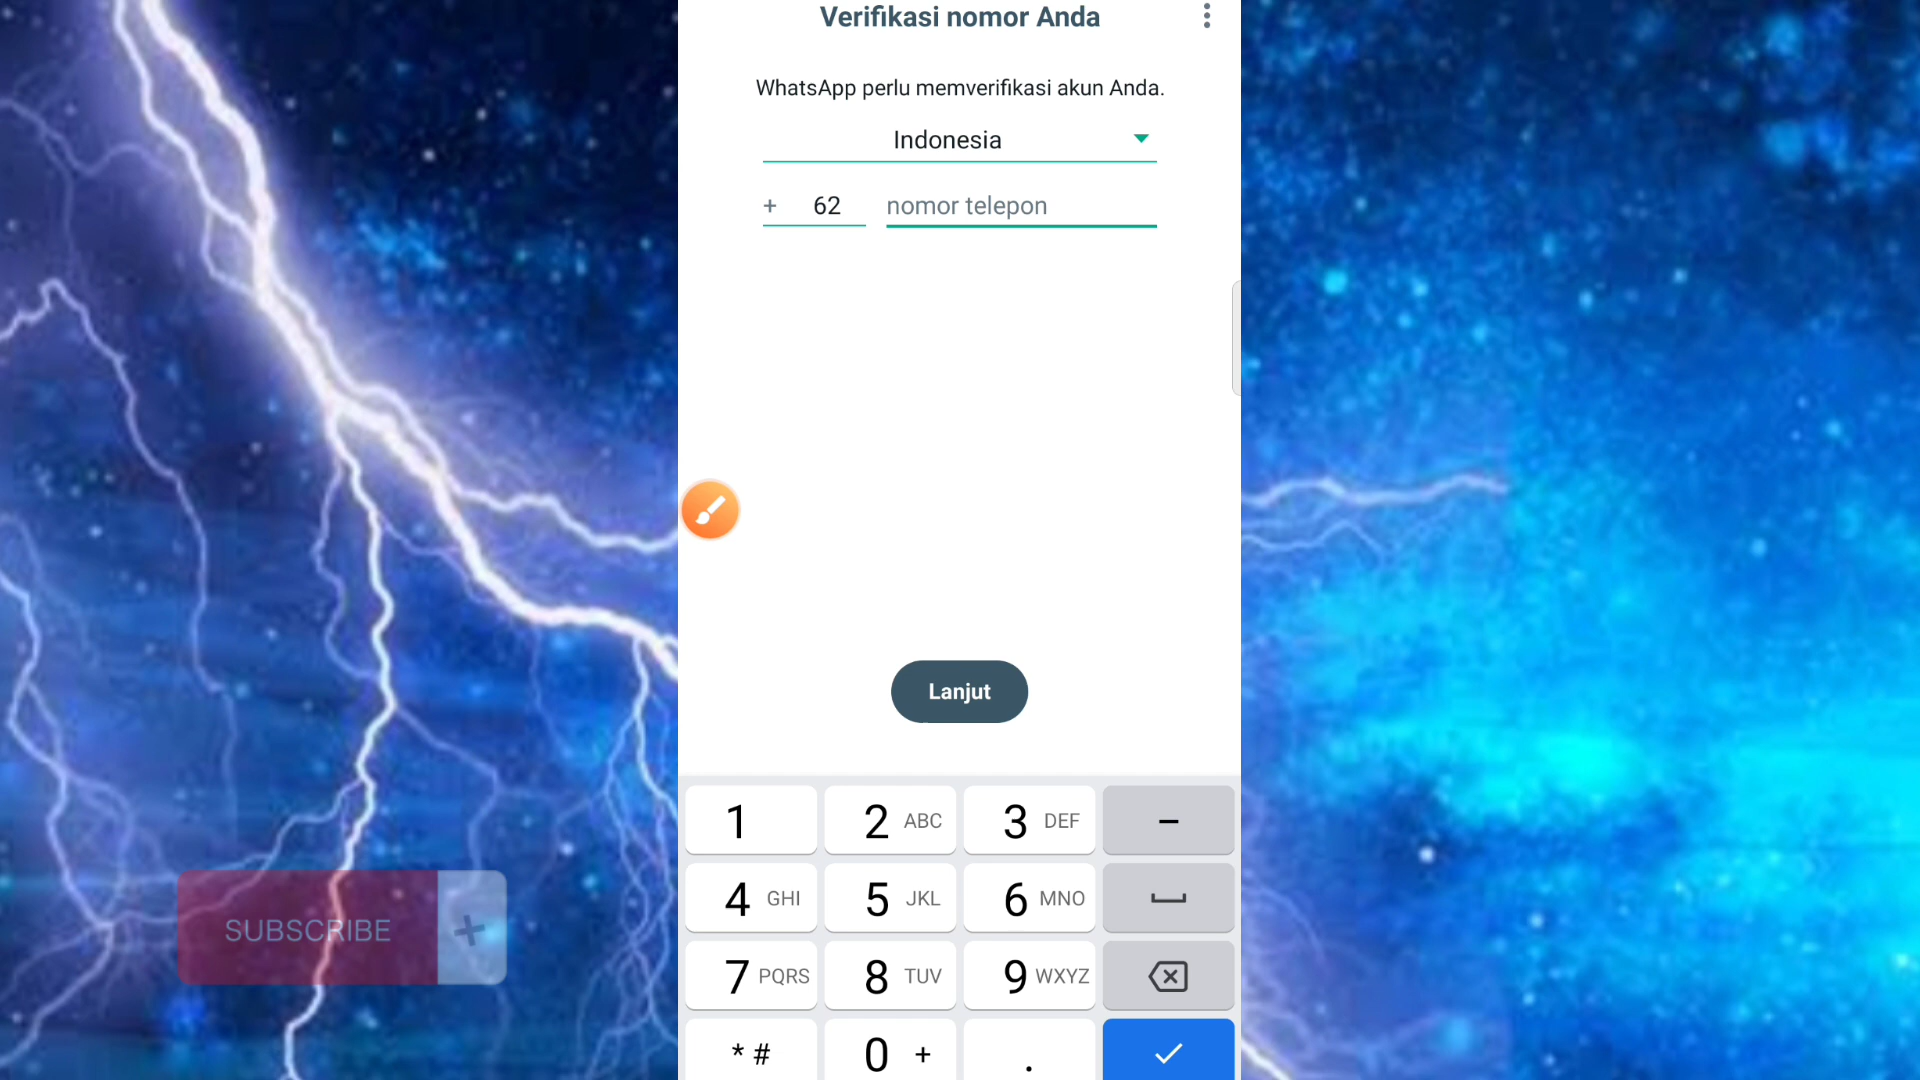 Verifikasi nomor Anda
WhatsApp perlu memverifikasi akun Anda.
Indonesia
+ 62 nomor telepon
Lanjut
1 2 ABC 3 DEF -
4 GHI 5 JKL 6 MNO
7 PQRS 8 TUV 9 WXYZ
* # 0 + .
SUBSCRIBE +